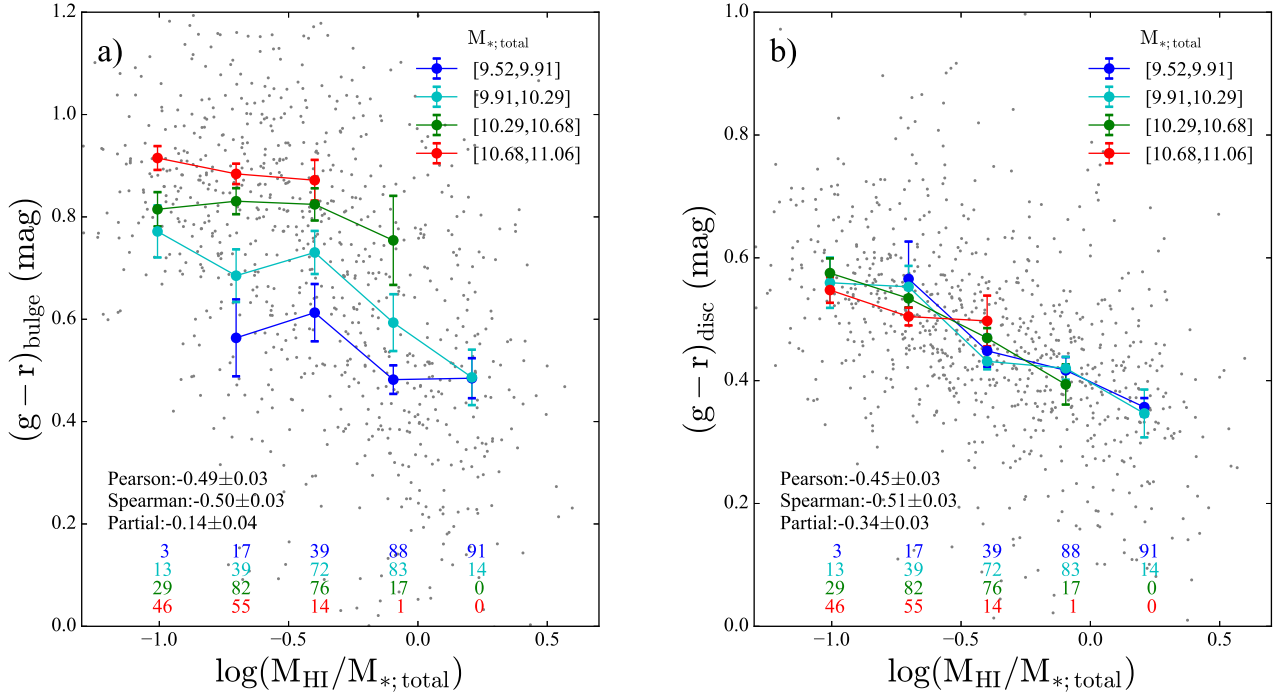 a)
M*;total
[9.52,9.91]
[9.91,10.29]
[10.29,10.68]
[10.68,11.06]
1.2
1.0
0.8
0.6
0.4
0.2
0.0
(g − r)bulge (mag)
Pearson:-0.49±0.03
Spearman:-0.50±0.03
Partial:-0.14±0.04
3 17 39 88 91
13 39 72 83 14
29 82 76 17 0
46 55 14 1 0
−1.0 −0.5 0.0 0.5
log(MHI/M*;total)
b)
M*;total
[9.52,9.91]
[9.91,10.29]
[10.29,10.68]
[10.68,11.06]
1.0
0.8
0.6
0.4
0.2
0.0
(g − r)disc (mag)
Pearson:-0.45±0.03
Spearman:-0.51±0.03
Partial:-0.34±0.03
3 17 39 88 91
13 39 72 83 14
29 82 76 17 0
46 55 14 1 0
−1.0 −0.5 0.0 0.5
log(MHI/M*;total)